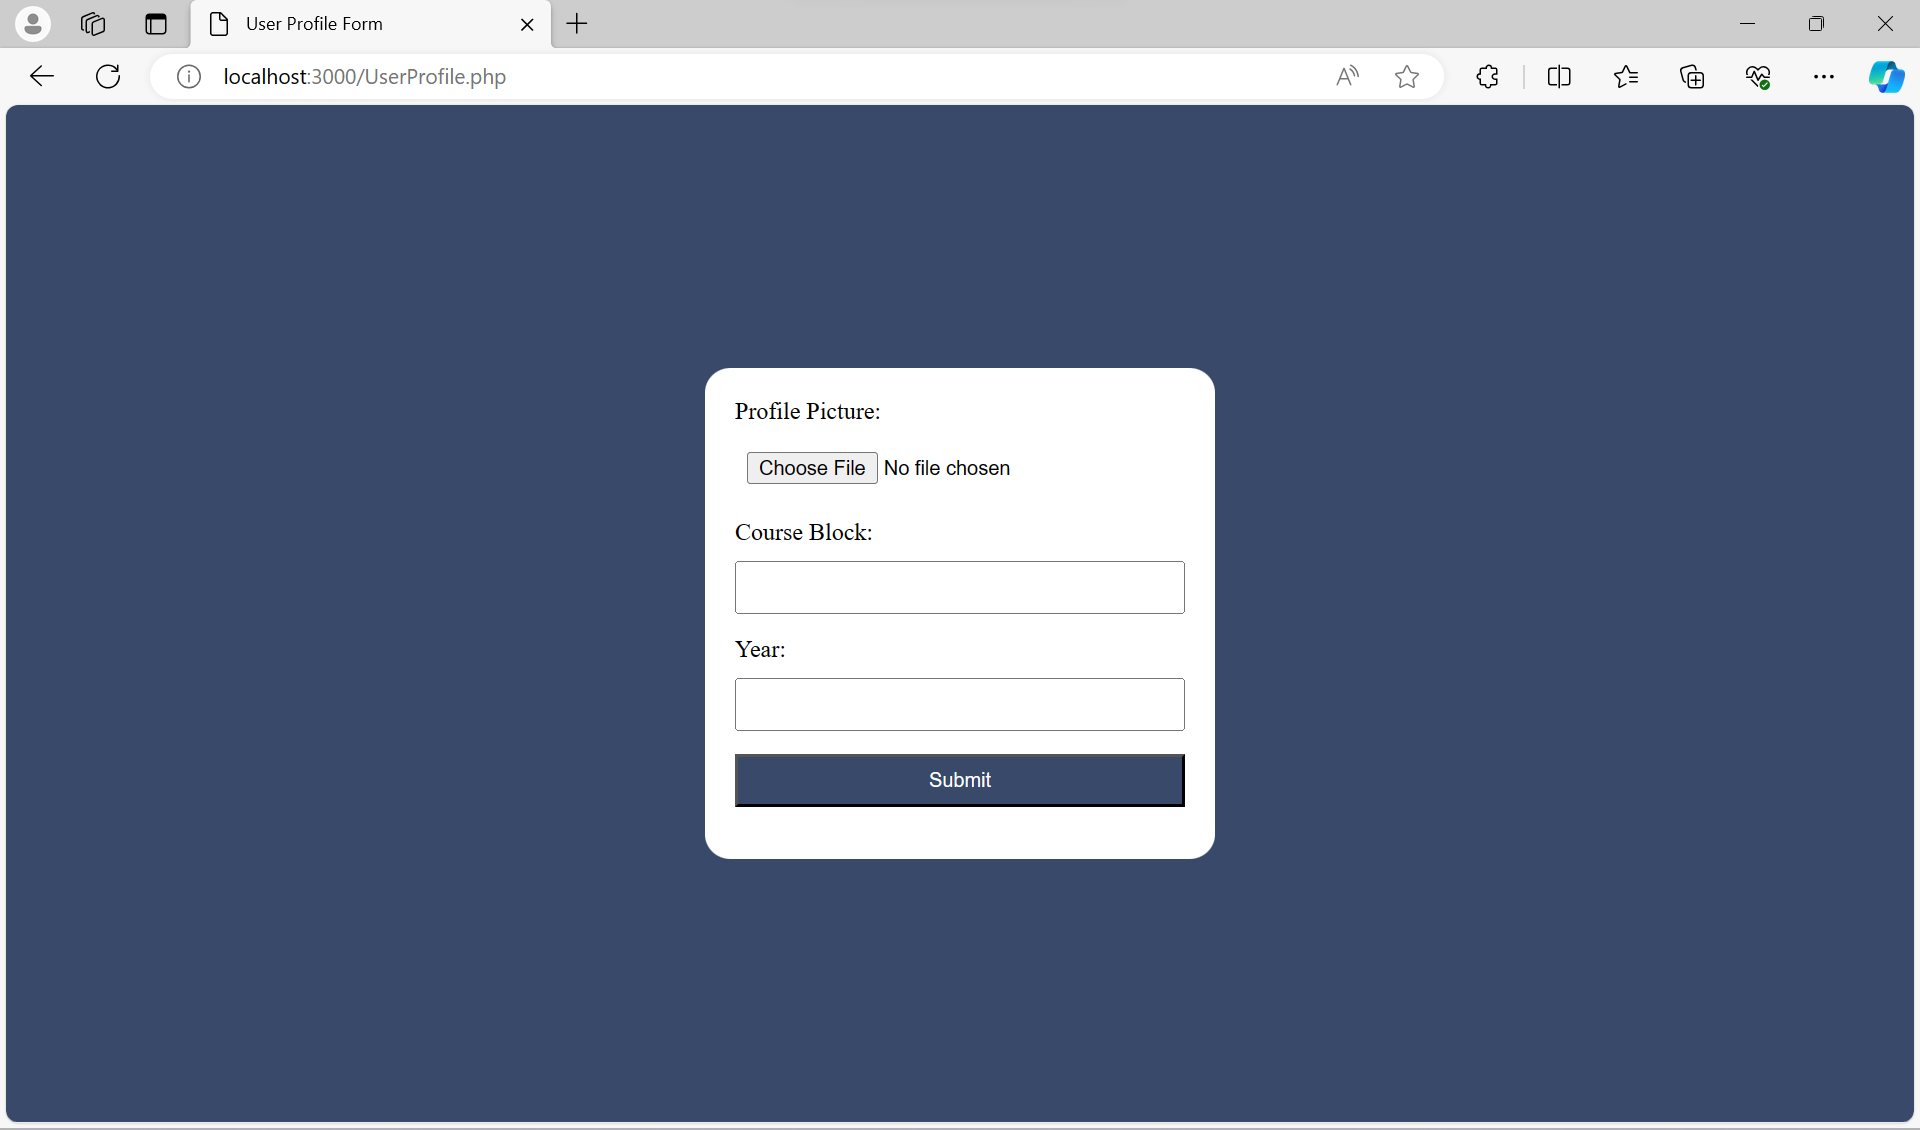 User Profile Form
localhost:3000/UserProfile.php
Profile Picture:
Choose File No file chosen
Course Block:
Year:
Submit